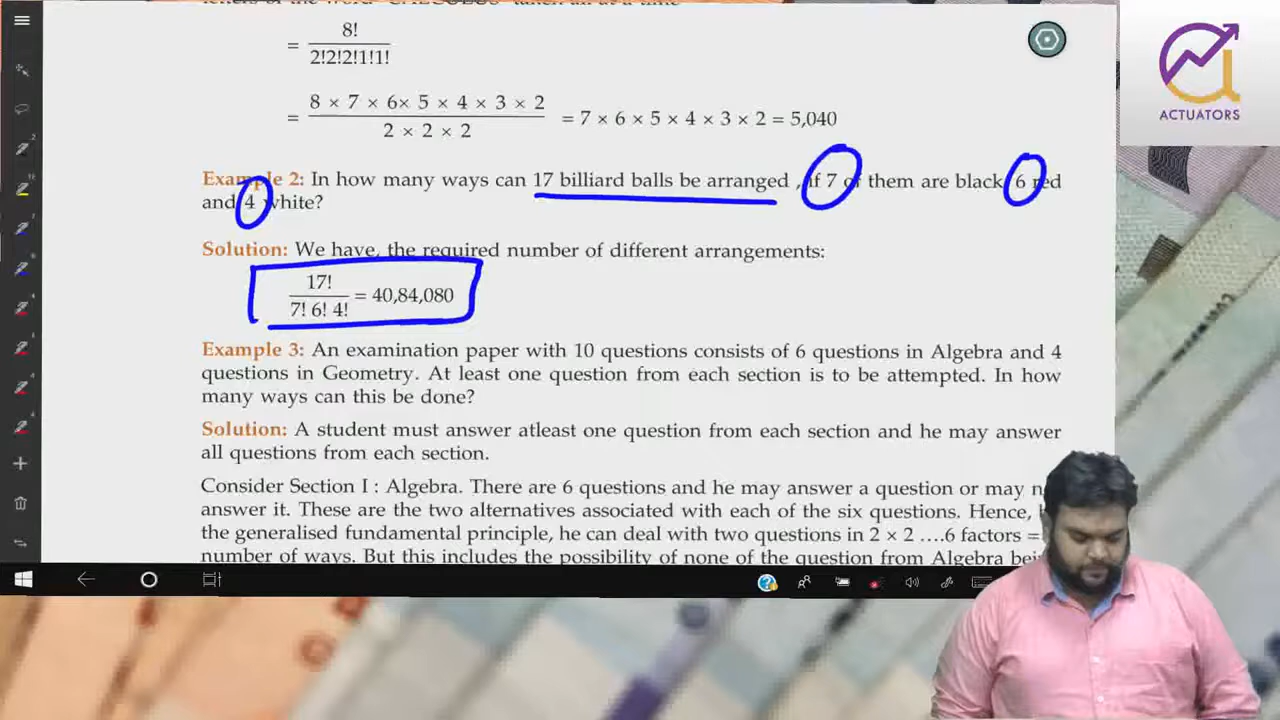 letters of the word
8!
=
2!2!2!1!1!
8 × 7 × 6× 5 × 4 × 3 × 2
= = 7 × 6 × 5 × 4 × 3 × 2 = 5,040
2 × 2 × 2
ACTUATORS
Example 2: In how many ways can 17 billiard balls be arranged , if 7 of them are black, 6 red
and 4 white?
Solution: We have, the required number of different arrangements:
17!
= 40,84,080
7! 6! 4!
Example 3: An examination paper with 10 questions consists of 6 questions in Algebra and 4
questions in Geometry. At least one question from each section is to be attempted. In how
many ways can this be done?
Solution: A student must answer atleast one question from each section and he may answer
all questions from each section.
Consider Section I : Algebra. There are 6 questions and he may answer a question or may
answer it. These are the two alternatives associated with each of the six questions. Hence,
the generalised fundamental principle, he can deal with two questions in 2 × 2 ....6 factors =
number of ways. But this includes the possibility of none of the question from Algebra